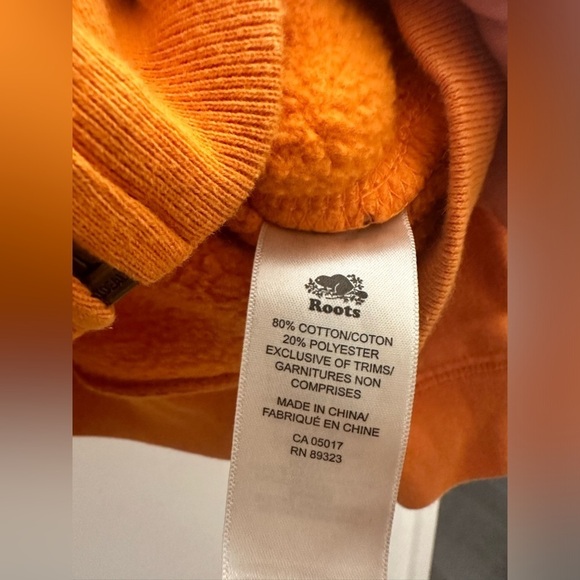 Roots
80% COTTON/COTON
20% POLYESTER
EXCLUSIVE OF TRIMS/
GARNITURES NON
COMPRISES
MADE IN CHINA/
FABRIQUÉ EN CHINE
CA 05017
RN 89323